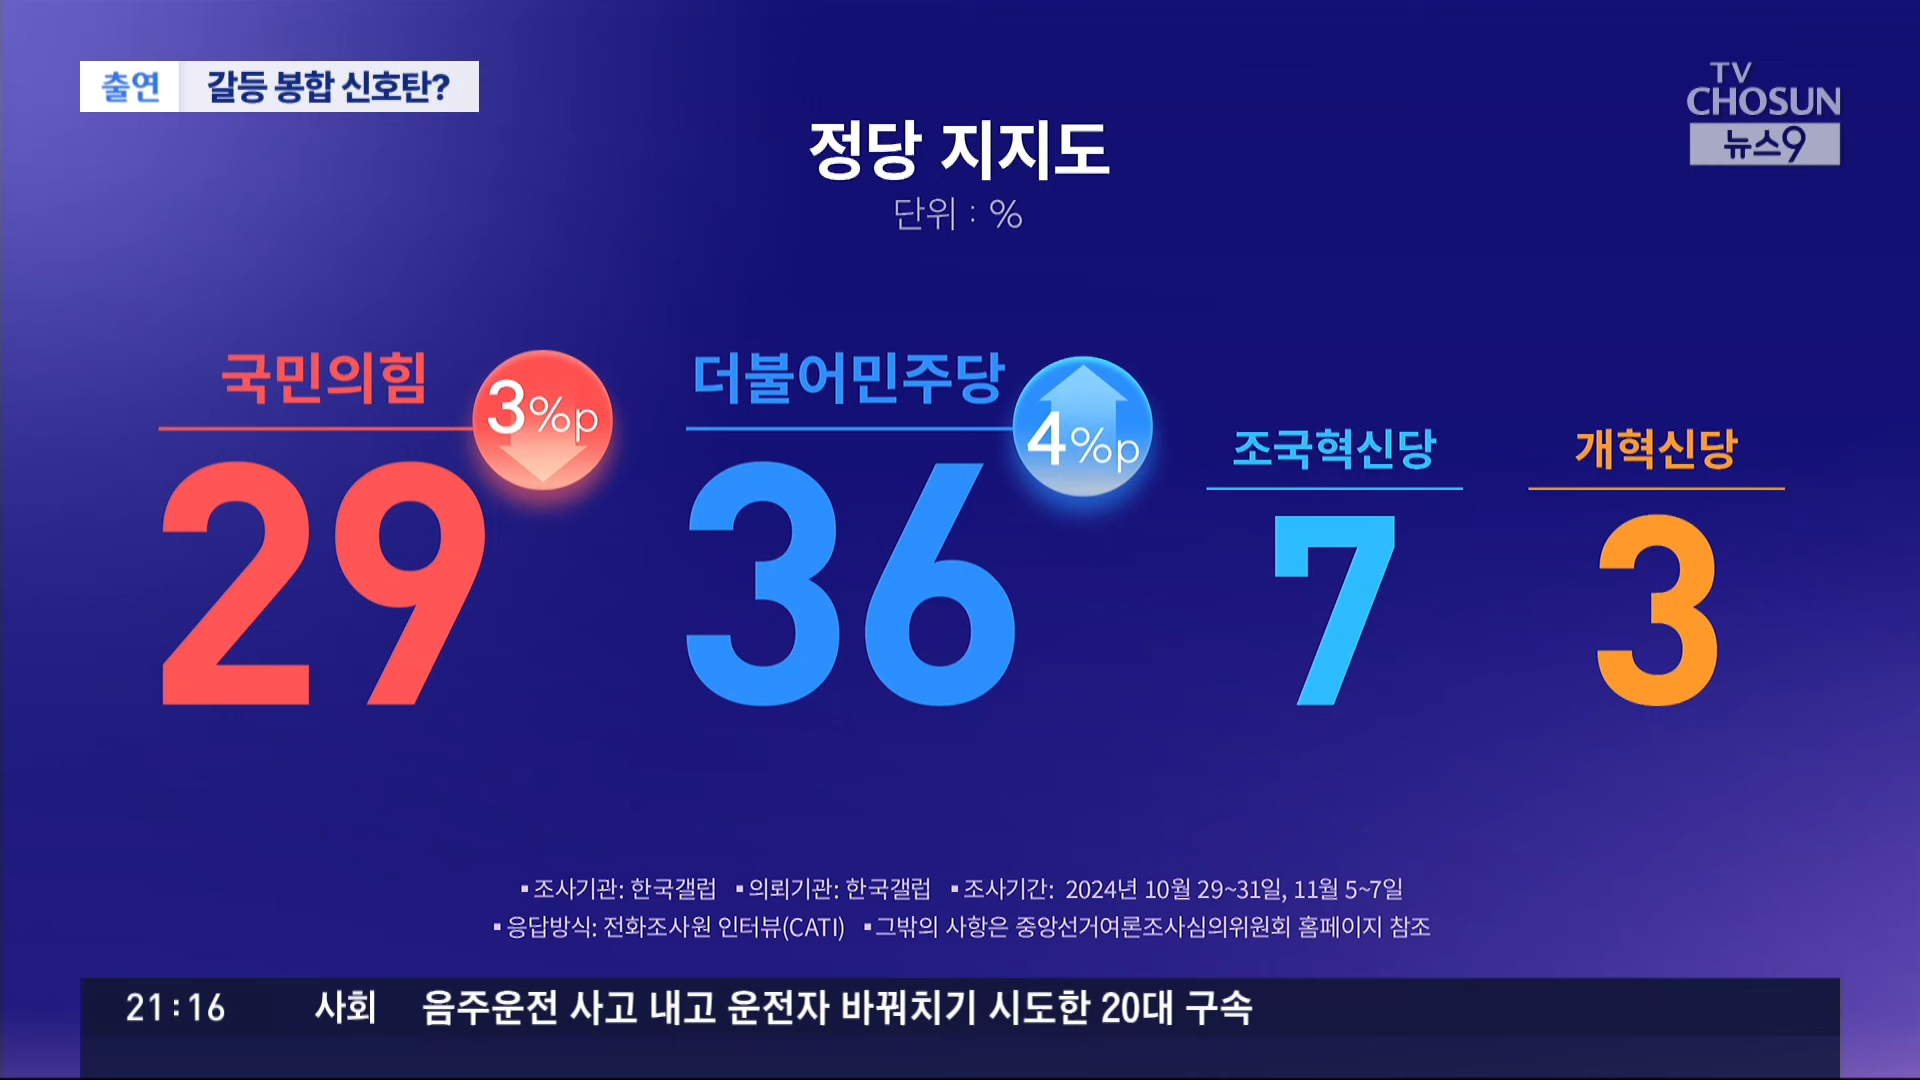 출연 갈등 봉합 신호탄?
TV
CHOSUN
뉴스9
정당 지지도
단위 : %
국민의힘
3%p
29
더불어민주당
4%p
36
조국혁신당
7
개혁신당
3
▪조사기관: 한국갤럽 ▪의뢰기관: 한국갤럽 ▪조사기간: 2024년 10월 29~31일, 11월 5~7일
▪응답방식: 전화조사원 인터뷰(CATI) ▪그밖의 사항은 중앙선거여론조사심의위원회 홈페이지 참조
21:16 사회 음주운전 사고 내고 운전자 바꿔치기 시도한 20대 구속